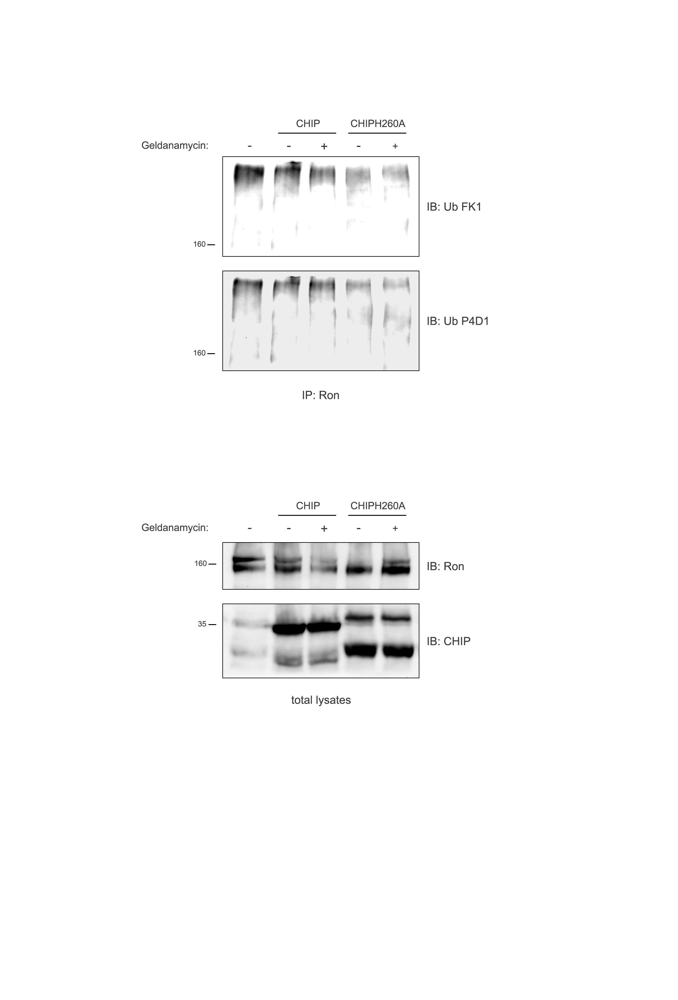 CHIP CHIPH260A
Geldanamycin: - - + - +
IB: Ub FK1
160
IB: Ub P4D1
160
IP: Ron
CHIP CHIPH260A
Geldanamycin: - - + - +
160
IB: Ron
35
IB: CHIP
total lysates